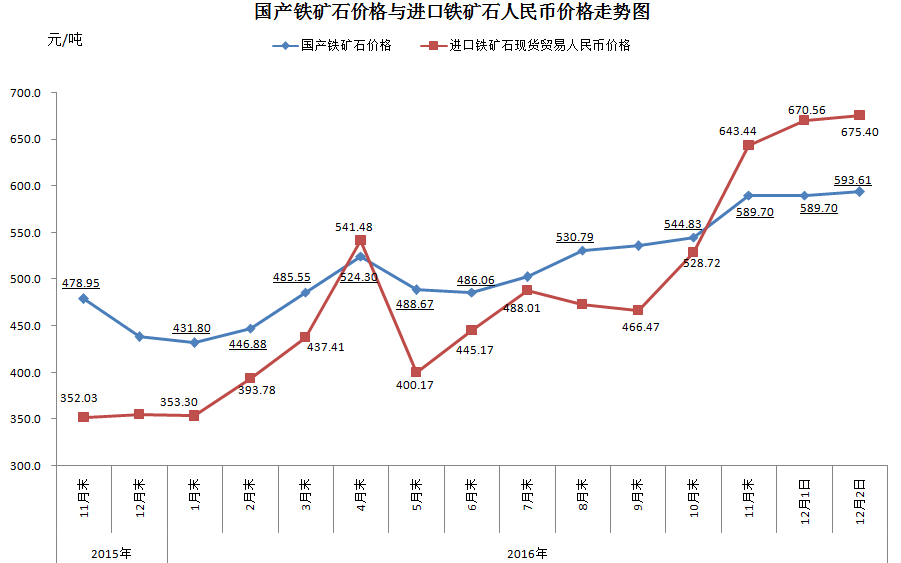 国产铁矿石价格与进口铁矿石人民币价格走势图
元/吨
国产铁矿石价格 进口铁矿石现货贸易人民币价格
700.0
650.0
600.0
550.0
500.0
450.0
400.0
350.0
300.0
478.95
431.80
446.88
485.55
524.30
488.67
486.06
530.79
544.83
589.70
589.70
593.61
352.03
353.30
393.78
437.41
541.48
400.17
445.17
488.01
466.47
528.72
643.44
670.56
675.40
11月末
12月末
1月末
2月末
3月末
4月末
5月末
6月末
7月末
8月末
9月末
10月末
11月末
12月1日
12月2日
2015年 2016年